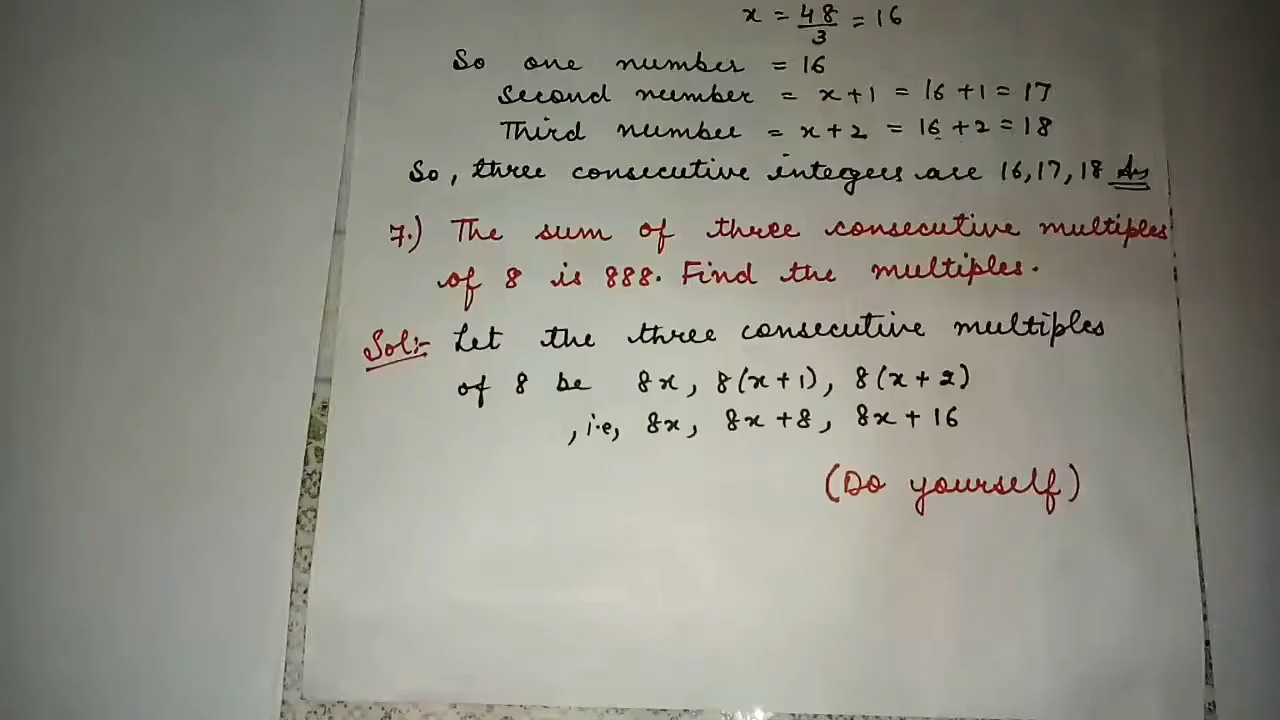 x = 48/3 = 16
So one number = 16
Second number = x+1 = 16+1 = 17
Third number = x+2 = 16+2 = 18
So, three consecutive integers are 16,17,18 Ans
7.) The sum of three consecutive multiples
of 8 is 888. Find the multiples.
Sol:- Let the three consecutive multiples
of 8 be 8x, 8(x+1), 8(x+2)
, i.e, 8x, 8x+8, 8x+16
(Do yourself)